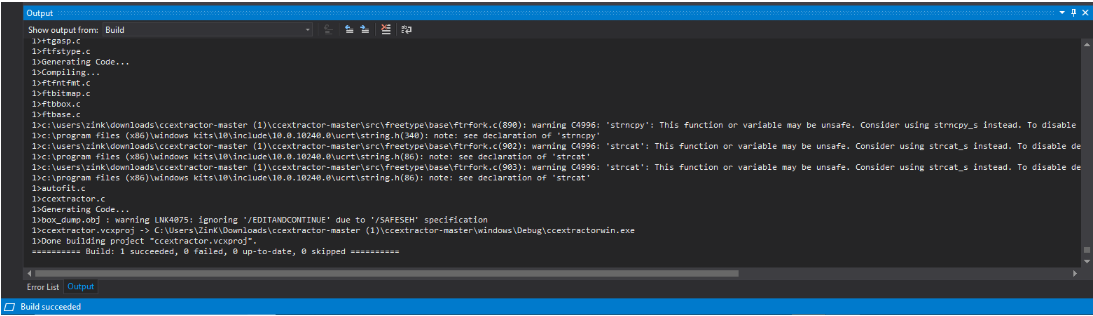 Output
Show output from: Build
1>ftgasp.c
1>ftfstype.c
1>Generating Code...
1>Compiling...
1>ftfntfmt.c
1>ftbitmap.c
1>ftbbox.c
1>ftbase.c
1>c:\users\zink\downloads\ccextractor-master (1)\ccextractor-master\src\freetype\base\ftrfork.c(890): warning C4996: 'strncpy': This function or variable may be unsafe. Consider using strncpy_s instead. To disable
1>c:\program files (x86)\windows kits\10\include\10.0.10240.0\ucrt\string.h(340): note: see declaration of 'strncpy'
1>c:\users\zink\downloads\ccextractor-master (1)\ccextractor-master\src\freetype\base\ftrfork.c(902): warning C4996: 'strcat': This function or variable may be unsafe. Consider using strcat_s instead. To disable de
1>c:\program files (x86)\windows kits\10\include\10.0.10240.0\ucrt\string.h(86): note: see declaration of 'strcat'
1>c:\users\zink\downloads\ccextractor-master (1)\ccextractor-master\src\freetype\base\ftrfork.c(903): warning C4996: 'strcat': This function or variable may be unsafe. Consider using strcat_s instead. To disable de
1>c:\program files (x86)\windows kits\10\include\10.0.10240.0\ucrt\string.h(86): note: see declaration of 'strcat'
1>autofit.c
1>ccextractor.c
1>Generating Code...
1>box_dump.obj : warning LNK4075: ignoring '/EDITANDCONTINUE' due to '/SAFESEH' specification
1>ccextractor.vcxproj -> C:\Users\ZinK\Downloads\ccextractor-master (1)\ccextractor-master\windows\Debug\ccextractorwin.exe
1>Done building project "ccextractor.vcxproj".
========== Build: 1 succeeded, 0 failed, 0 up-to-date, 0 skipped ==========
Error List Output
Build succeeded